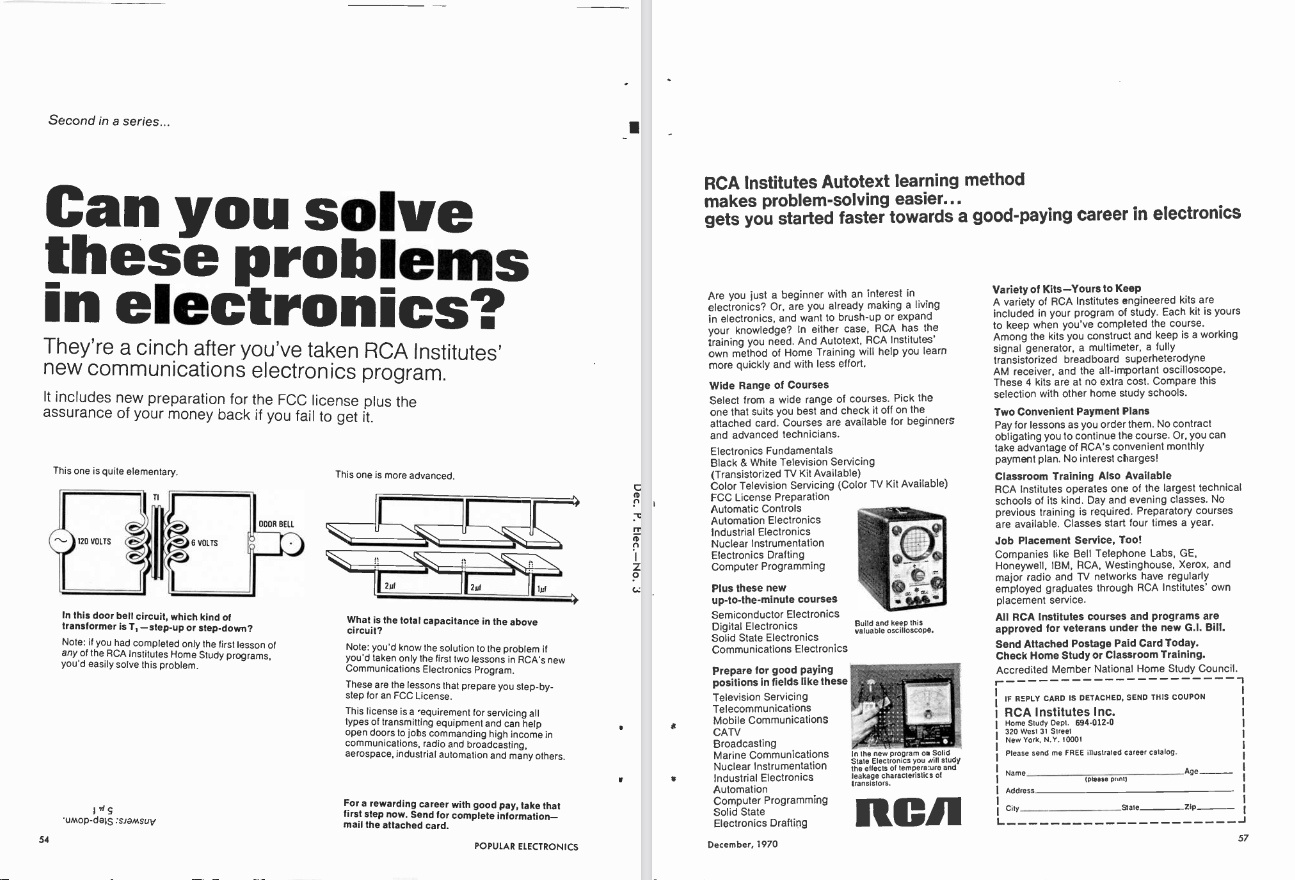 Second in a series...
Can you solve
these problems
in electronics?
They're a cinch after you've taken RCA Institutes'
new communications electronics program.
It includes new preparation for the FCC license plus the
assurance of your money back if you fail to get it.
This one is quite elementary.
TI
120 VOLTS
6 VOLTS
DOOR BELL
In this door bell circuit, which kind of
transformer is T₁—step-up or step-down?
Note: if you had completed only the first lesson of
any of the RCA Institutes Home Study programs,
you'd easily solve this problem.
This one is more advanced.
2µf
2µf
1µf
What is the total capacitance in the above
circuit?
Note: you'd know the solution to the problem if
you'd taken only the first two lessons in RCA's new
Communications Electronics Program.
These are the lessons that prepare you step-by-
step for an FCC License.
This license is a requirement for servicing all
types of transmitting equipment and can help
open doors to jobs commanding high income in
communications, radio and broadcasting,
aerospace, industrial automation and many others.
For a rewarding career with good pay, take that
first step now. Send for complete information—
mail the attached card.
Answers: Step-down,
5 µf
54
POPULAR ELECTRONICS
Dec. P. Elec.—No. 3
RCA Institutes Autotext learning method
makes problem-solving easier...
gets you started faster towards a good-paying career in electronics
Are you just a beginner with an interest in
electronics? Or, are you already making a living
in electronics, and want to brush-up or expand
your knowledge? In either case, RCA has the
training you need. And Autotext, RCA Institutes'
own method of Home Training will help you learn
more quickly and with less effort.
Wide Range of Courses
Select from a wide range of courses. Pick the
one that suits you best and check it off on the
attached card. Courses are available for beginners
and advanced technicians.
Electronics Fundamentals
Black & White Television Servicing
(Transistorized TV Kit Available)
Color Television Servicing (Color TV Kit Available)
FCC License Preparation
Automatic Controls
Automation Electronics
Industrial Electronics
Nuclear Instrumentation
Electronics Drafting
Computer Programming
Plus these new
up-to-the-minute courses
Semiconductor Electronics
Digital Electronics
Solid State Electronics
Communications Electronics
Prepare for good paying
positions in fields like these
Television Servicing
Telecommunications
Mobile Communications
CATV
Broadcasting
Marine Communications
Nuclear Instrumentation
Industrial Electronics
Automation
Computer Programming
Solid State
Electronics Drafting
Build and keep this
valuable oscilloscope.
In the new program on Solid
State Electronics you will study
the effects of temperature and
leakage characteristics of
transistors.
RCA
Variety of Kits—Yours to Keep
A variety of RCA Institutes engineered kits are
included in your program of study. Each kit is yours
to keep when you've completed the course.
Among the kits you construct and keep is a working
signal generator, a multimeter, a fully
transistorized breadboard superheterodyne
AM receiver, and the all-important oscilloscope.
These 4 kits are at no extra cost. Compare this
selection with other home study schools.
Two Convenient Payment Plans
Pay for lessons as you order them. No contract
obligating you to continue the course. Or, you can
take advantage of RCA's convenient monthly
payment plan. No interest charges!
Classroom Training Also Available
RCA Institutes operates one of the largest technical
schools of its kind. Day and evening classes. No
previous training is required. Preparatory courses
are available. Classes start four times a year.
Job Placement Service, Too!
Companies like Bell Telephone Labs, GE,
Honeywell, IBM, RCA, Westinghouse, Xerox, and
major radio and TV networks have regularly
employed graduates through RCA Institutes' own
placement service.
All RCA Institutes courses and programs are
approved for veterans under the new G.I. Bill.
Send Attached Postage Paid Card Today.
Check Home Study or Classroom Training.
Accredited Member National Home Study Council.
IF REPLY CARD IS DETACHED, SEND THIS COUPON
RCA Institutes Inc.
Home Study Dept. 694-012-0
320 West 31 Street
New York, N.Y. 10001
Please send me FREE illustrated career catalog.
Name Age
(please print)
Address
City State Zip
December, 1970
57